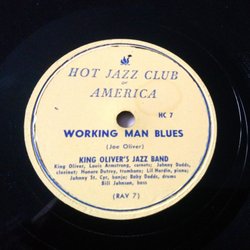 HOT JAZZ CLUB
of
AMERICA
HC 7
WORKING MAN BLUES
(Joe Oliver)
KING OLIVER'S JAZZ BAND
King Oliver, Louis Armstrong, cornets; Johnny Dodds,
clarinet; Honore Dutrey, trombone; Lil Hardin, piano;
Johnny St. Cyr, banjo; Baby Dodds, drums
Bill Johnson, bass
(RAY 7)